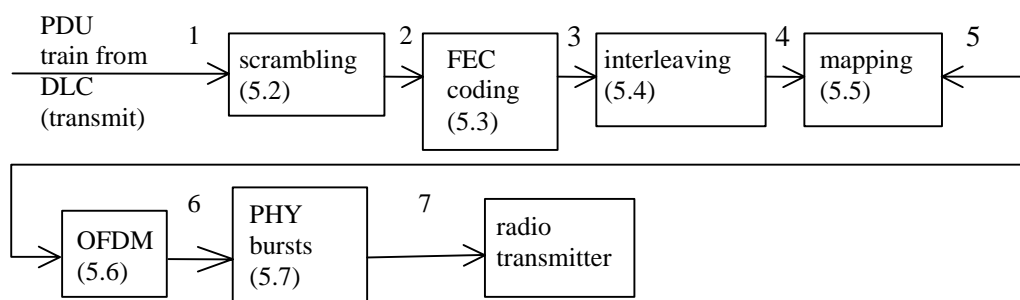 PDU
train from
DLC
(transmit)
1
scrambling
(5.2)
2
FEC
coding
(5.3)
3
interleaving
(5.4)
4
mapping
(5.5)
5
OFDM
(5.6)
6
PHY
bursts
(5.7)
7
radio
transmitter